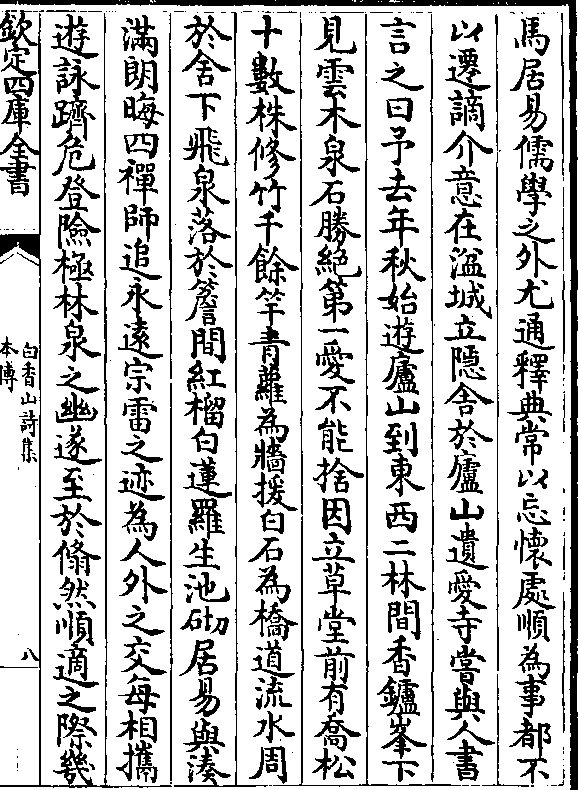 馬居易儒學之外尤通釋典常以忘懷處順為事都不
以遷謫介意在湓城立隱舍於廬山遺愛寺嘗與人書
言之曰予去年秋始遊廬山到東西二林間香鑪峯下
見雲木泉石勝絕第一愛不能捨因立草堂前有喬松
十數株修竹千餘竿青蘿為牆援白石為橋道流水周
於舍下飛泉落於簷間紅榴白蓮羅生池砌居易與湊
滿朗晦四禪師追永遠宗雷之迹為人外之交每相攜
遊詠躋危登險極林泉之幽邃至於翛然順適之際幾
欽定四庫全書
白香山詩集
本傳
八